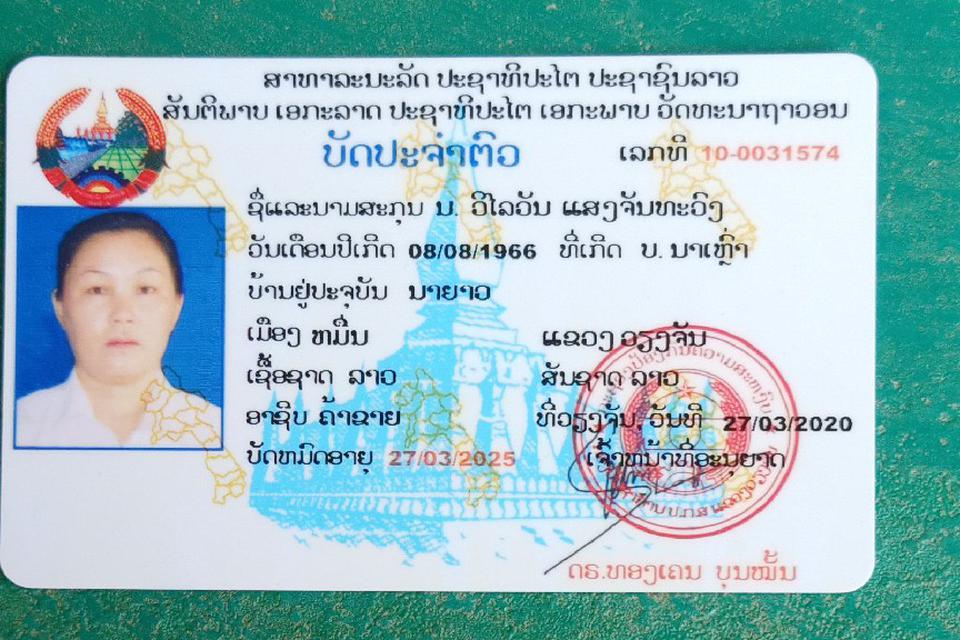 ສາທາລະນະລັດ ປະຊາທິປະໄຕ ປະຊາຊົນລາວ
ສັນຕິພາບ ເອກະລາດ ປະຊາທິປະໄຕ ເອກະພາບ ວັດທະນາຖາວອນ
ບັດປະຈຳຕົວ ເລກທີ 10-0031574
ຊື່ແລະນາມສະກຸນ ນ. ວິໄລວັນ ແສງຈັນທະວົງ
ວັນເດືອນປີເກີດ 08/08/1966 ທີ່ເກີດ ບ. ນາເຫຼົ່າ
ບ້ານຢູ່ປະຈຸບັນ ນາຍາວ
ເມືອງ ຫມື່ນ ແຂວງ ວຽງຈັນ
ເຊື້ອຊາດ ລາວ ສັນຊາດ ລາວ
ອາຊີບ ຄ້າຂາຍ ທີ່ວຽງຈັນ, ວັນທີ 27/03/2020
ບັດຫມົດອາຍຸ 27/03/2025 ເຈົ້າຫນ້າທີ່ອະນຸຍາດ
ດຣ.ທອງເຄນ ບຸນໝັ້ນ